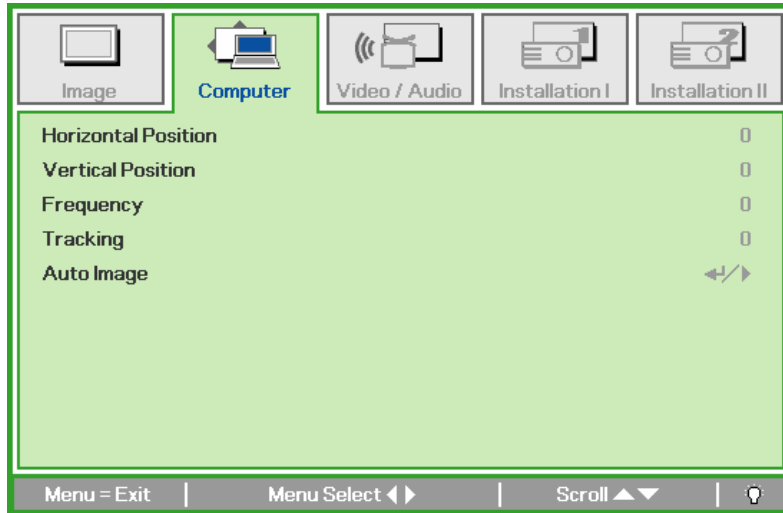 Image
Computer
Video / Audio
Installation I
Installation II
Horizontal Position 0
Vertical Position 0
Frequency 0
Tracking 0
Auto Image
Menu = Exit
Menu Select
Scroll